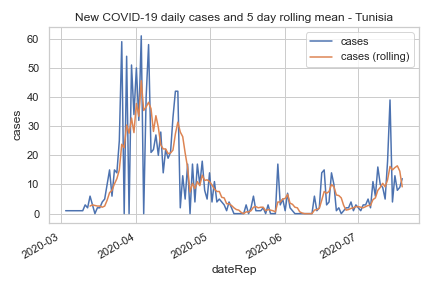 New COVID-19 daily cases and 5 day rolling mean - Tunisia
cases
cases (rolling)
60
50
40
30
20
10
0
cases
2020-03
2020-04
2020-05
2020-06
2020-07
dateRep